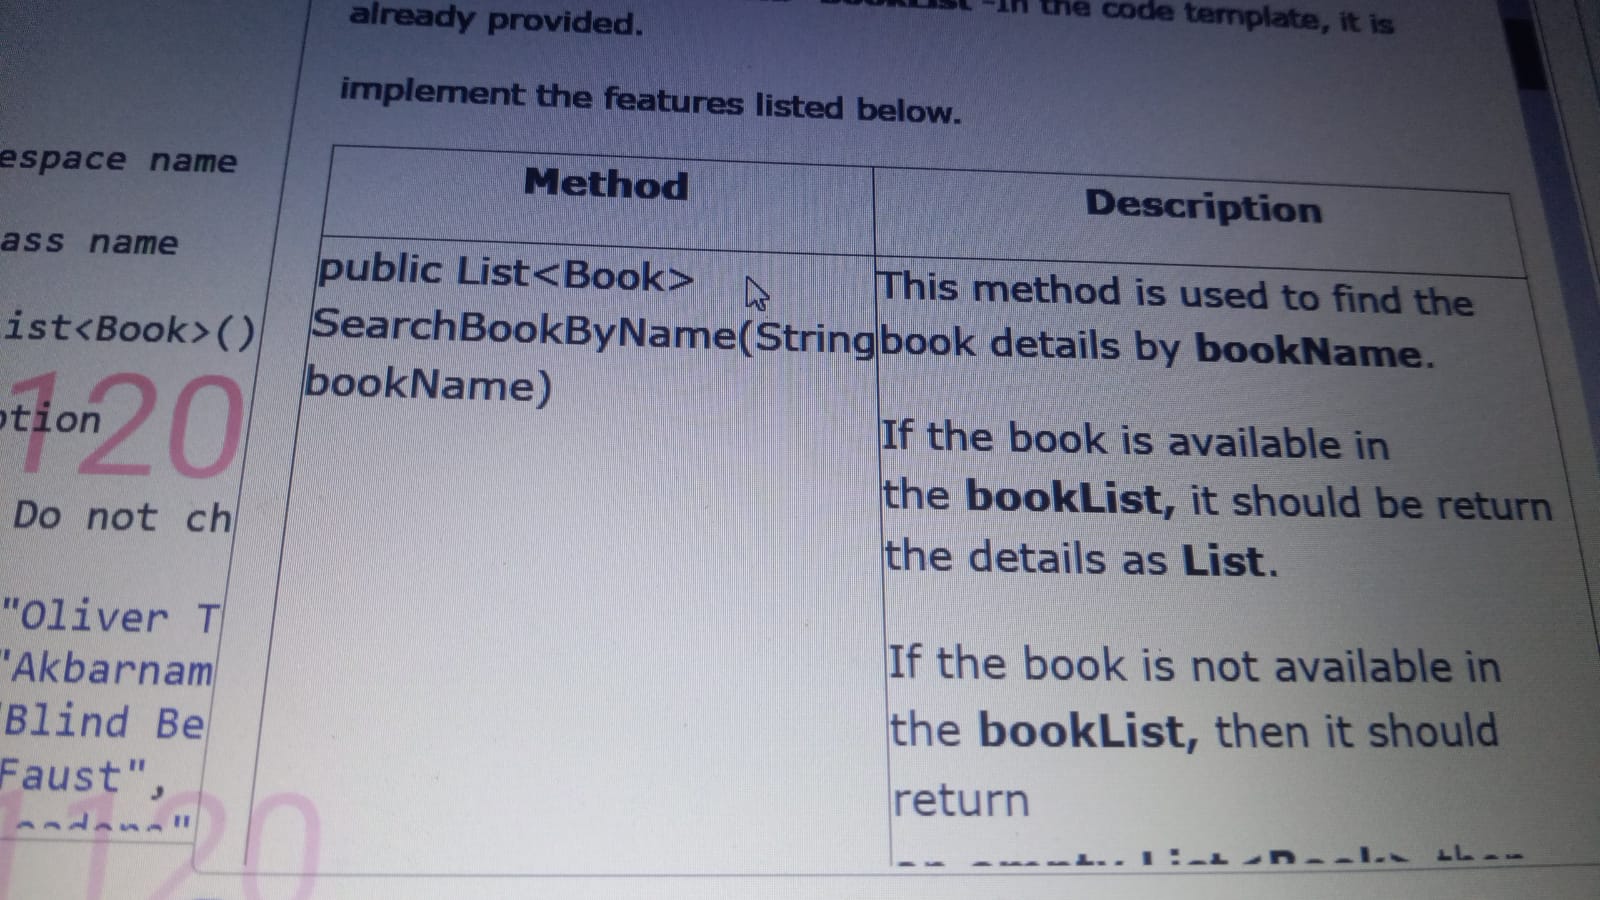 -In the code template, it is
already provided.
implement the features listed below.
Method
Description
public List<Book>
SearchBookByName(String
bookName)
This method is used to find the
book details by bookName.
If the book is available in
the bookList, it should be return
the details as List.
If the book is not available in
the bookList, then it should
return
espace name
ass name
ist<Book>()
ption
Do not ch
"Oliver T
"Akbarnam
"Blind Be
Faust",
120
1120